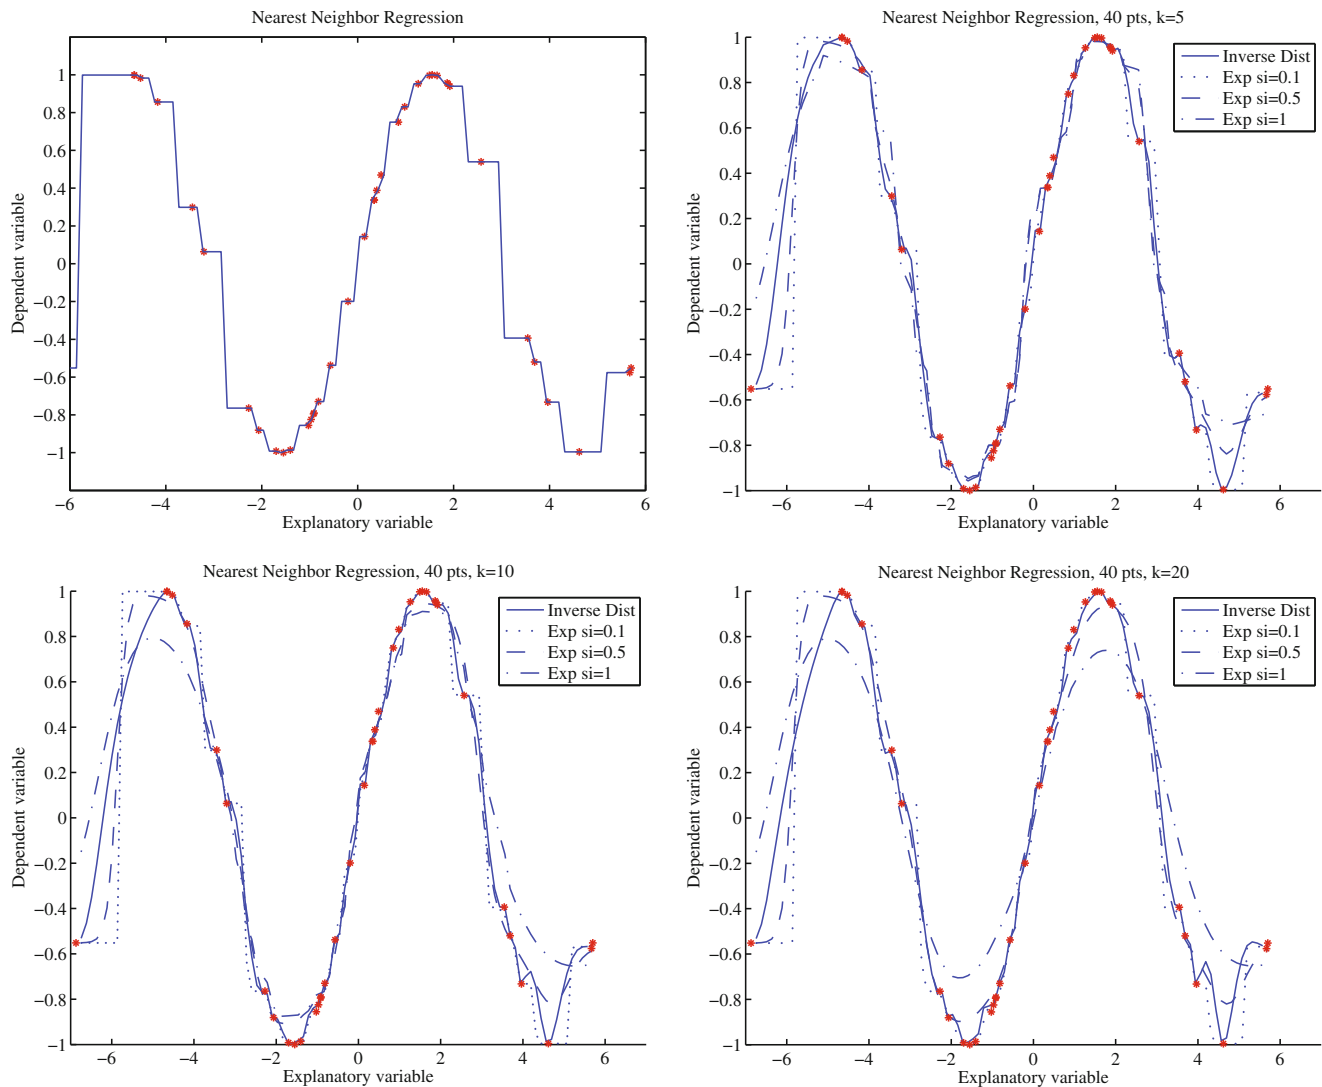 Nearest Neighbor Regression
1
0.8
0.6
0.4
0.2
0
−0.2
−0.4
−0.6
−0.8
−1
Dependent variable
−6 −4 −2 0 2 4 6
Explanatory variable
Nearest Neighbor Regression, 40 pts, k=5
1
0.8
0.6
0.4
0.2
0
−0.2
−0.4
−0.6
−0.8
−1
Dependent variable
Inverse Dist
Exp si=0.1
Exp si=0.5
Exp si=1
−6 −4 −2 0 2 4 6
Explanatory variable
Nearest Neighbor Regression, 40 pts, k=10
1
0.8
0.6
0.4
0.2
0
−0.2
−0.4
−0.6
−0.8
−1
Dependent variable
Inverse Dist
Exp si=0.1
Exp si=0.5
Exp si=1
−6 −4 −2 0 2 4 6
Explanatory variable
Nearest Neighbor Regression, 40 pts, k=20
1
0.8
0.6
0.4
0.2
0
−0.2
−0.4
−0.6
−0.8
−1
Dependent variable
Inverse Dist
Exp si=0.1
Exp si=0.5
Exp si=1
−6 −4 −2 0 2 4 6
Explanatory variable